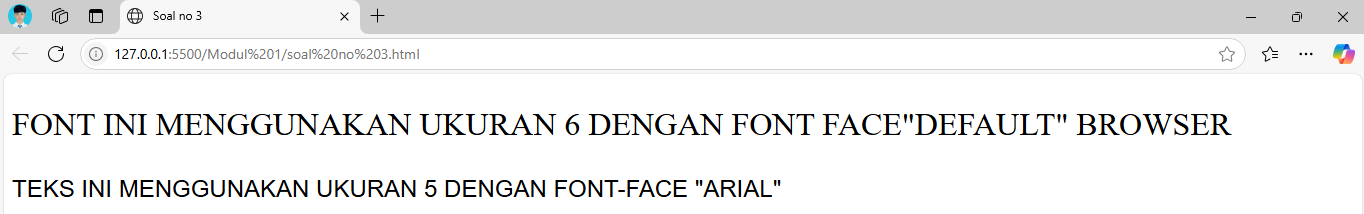 Soal no 3
127.0.0.1:5500/Modul%201/soal%20no%203.html
FONT INI MENGGUNAKAN UKURAN 6 DENGAN FONT FACE"DEFAULT" BROWSER
TEKS INI MENGGUNAKAN UKURAN 5 DENGAN FONT-FACE "ARIAL"